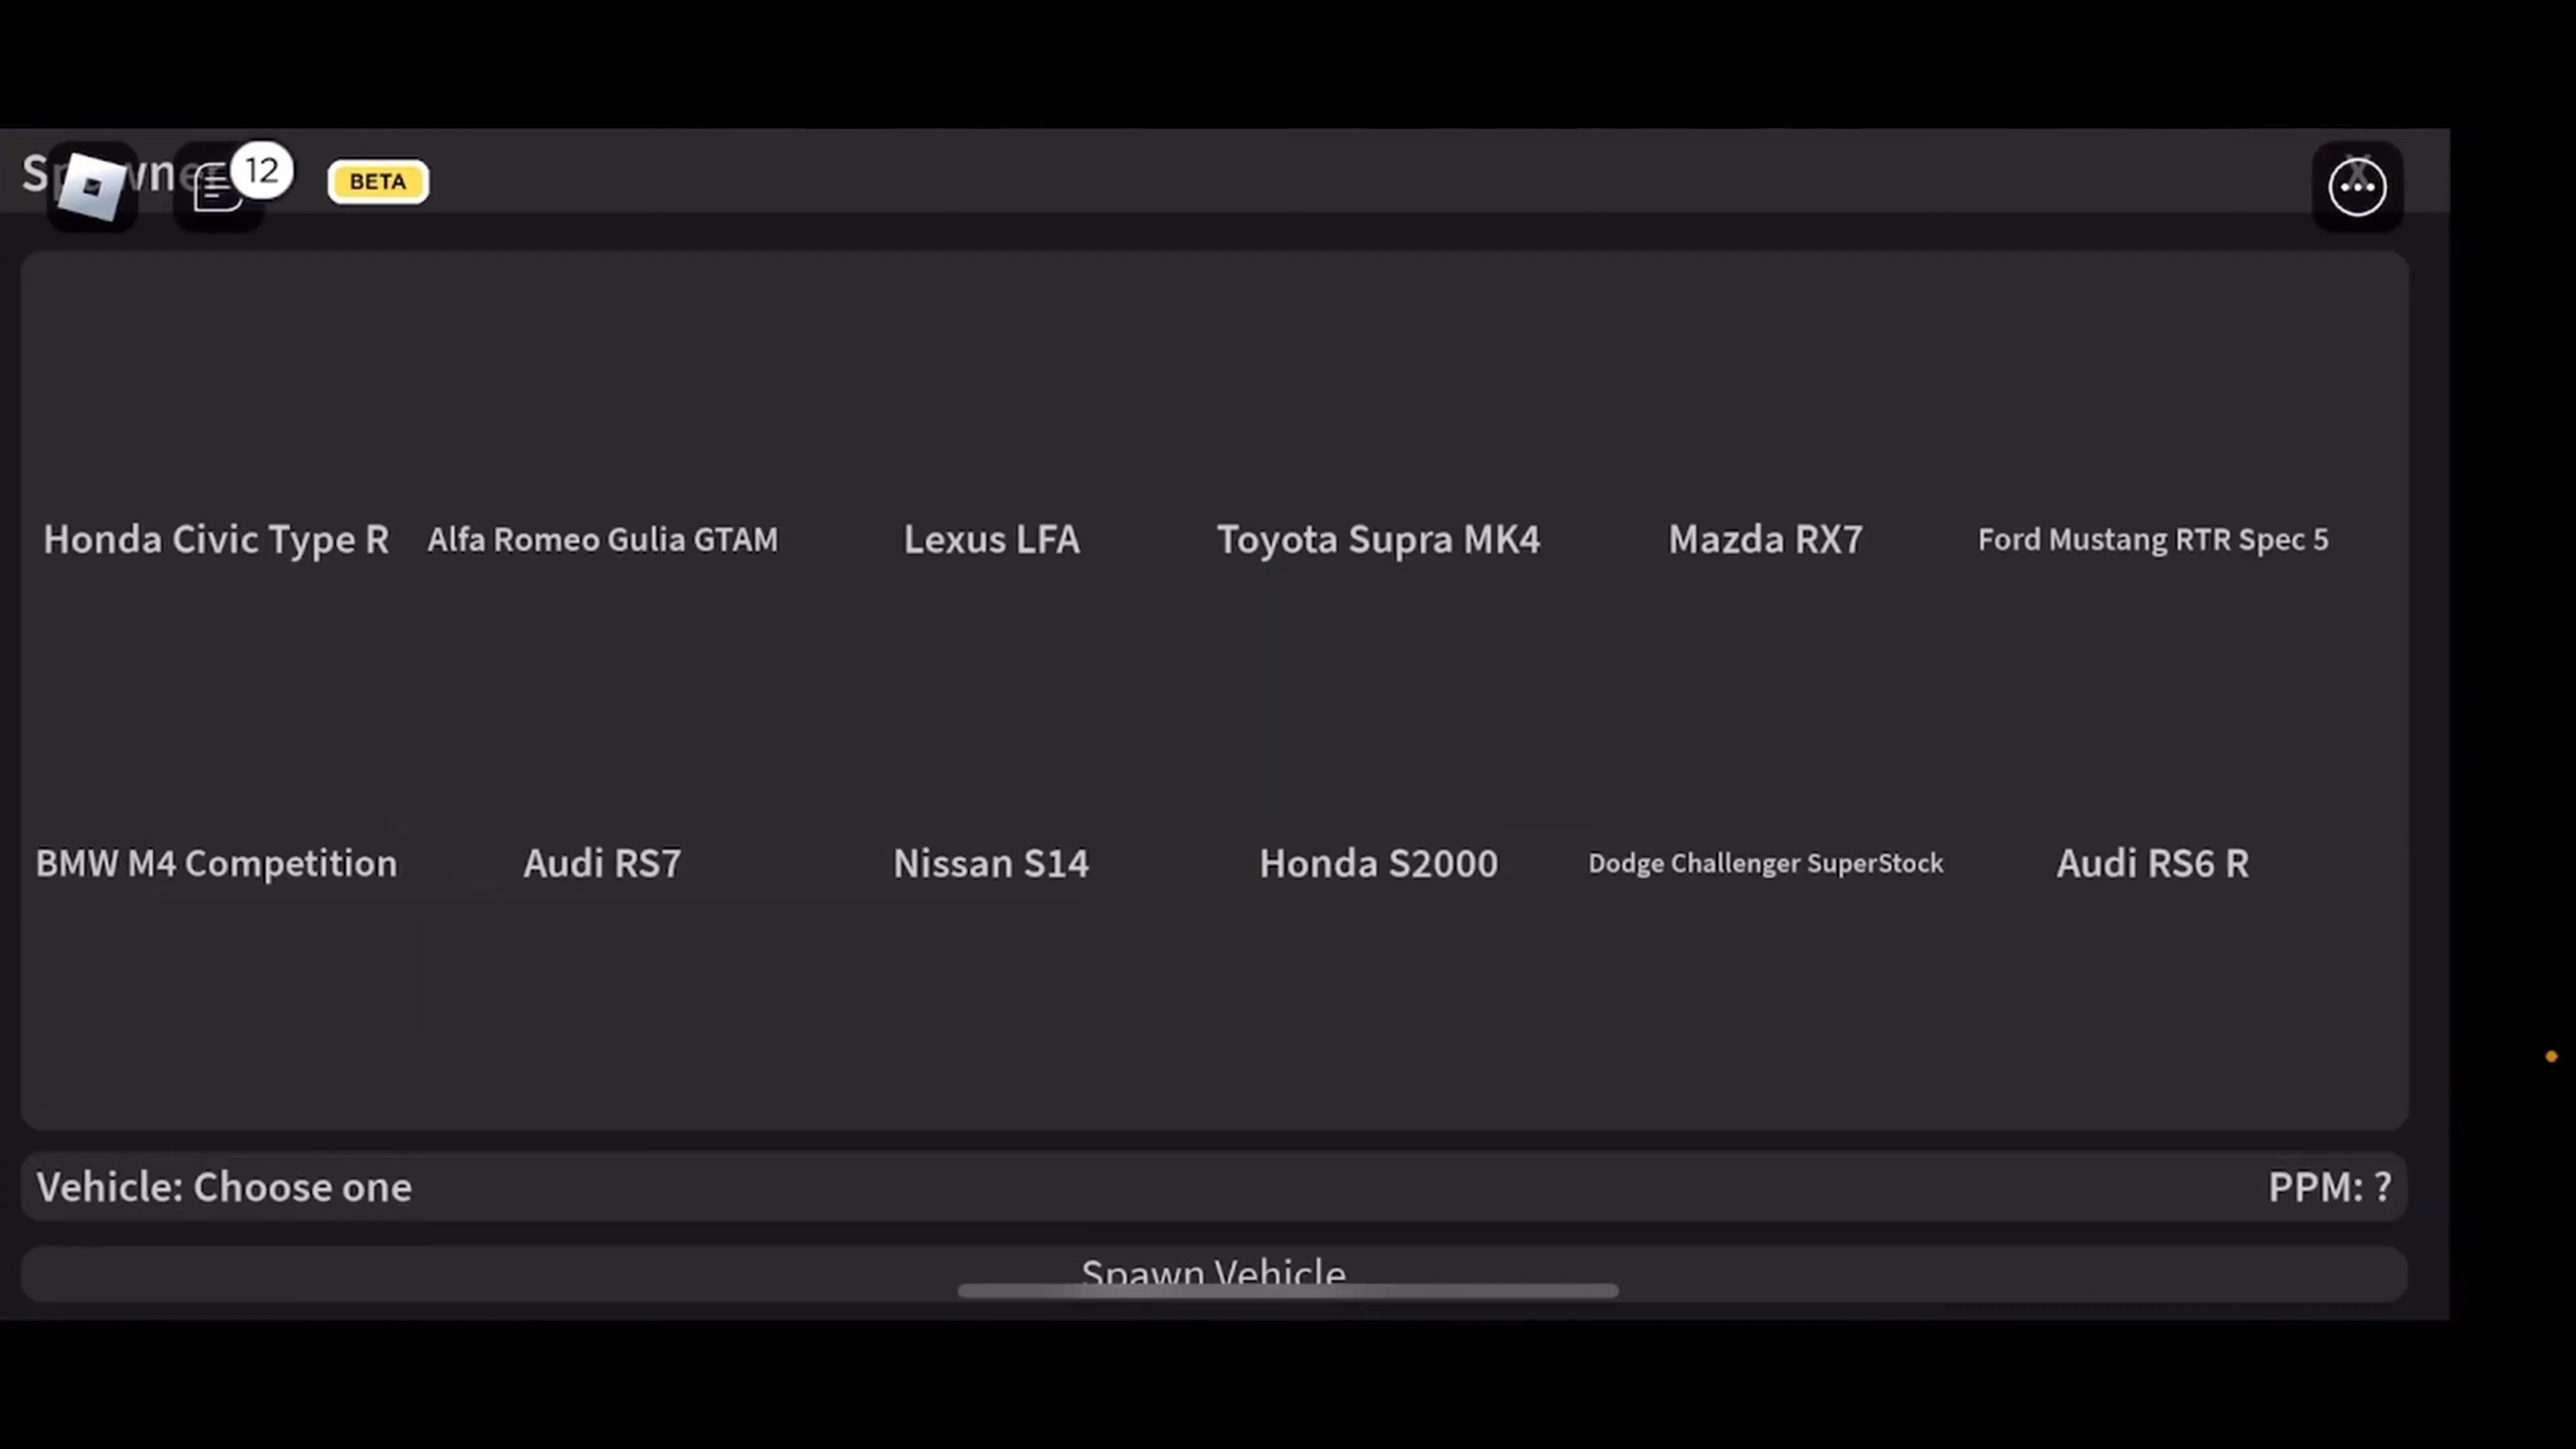 Spawner
12
BETA
X
Honda Civic Type R
Alfa Romeo Gulia GTAM
Lexus LFA
Toyota Supra MK4
Mazda RX7
Ford Mustang RTR Spec 5
BMW M4 Competition
Audi RS7
Nissan S14
Honda S2000
Dodge Challenger SuperStock
Audi RS6 R
Vehicle: Choose one
PPM: ?
Spawn Vehicle